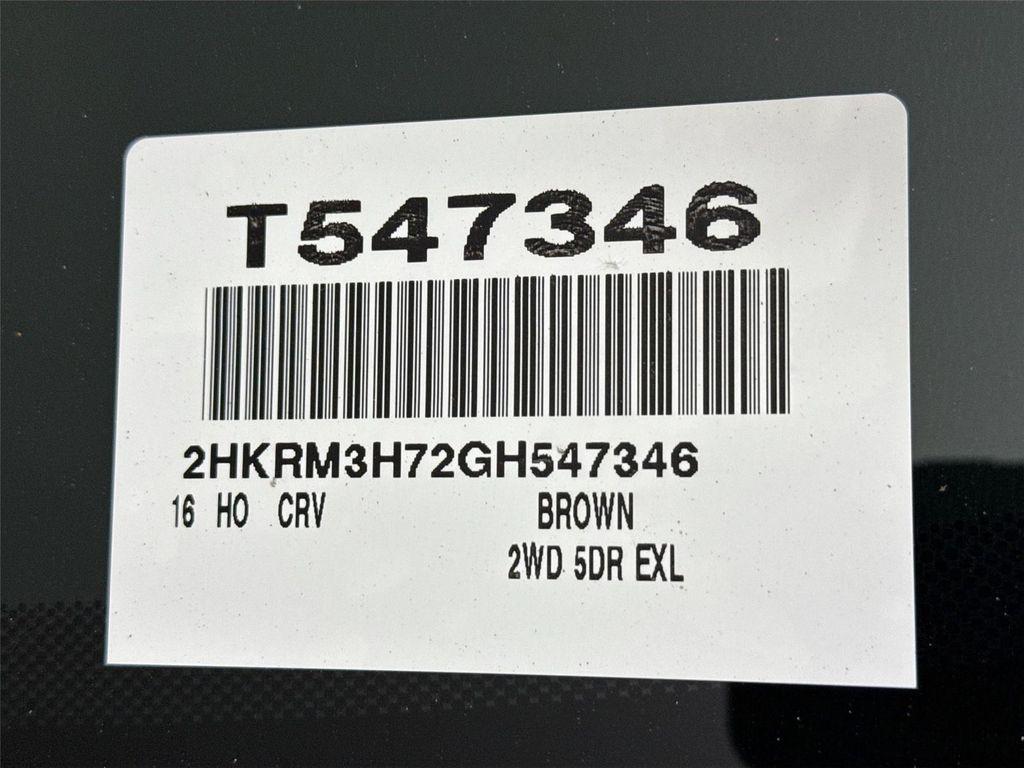 T547346
2HKRM3H72GH547346
16 HO CRV BROWN
2WD 5DR EXL